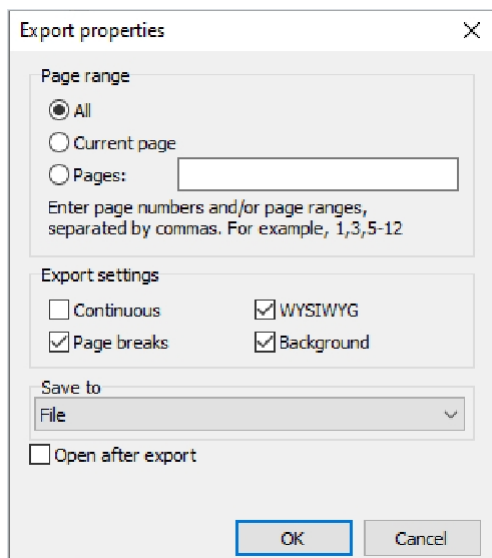 Export properties
Page range
All
Current page
Pages:
Enter page numbers and/or page ranges,
separated by commas. For example, 1,3,5-12
Export settings
Continuous
WYSIWYG
Page breaks
Background
Save to
File
Open after export
OK
Cancel